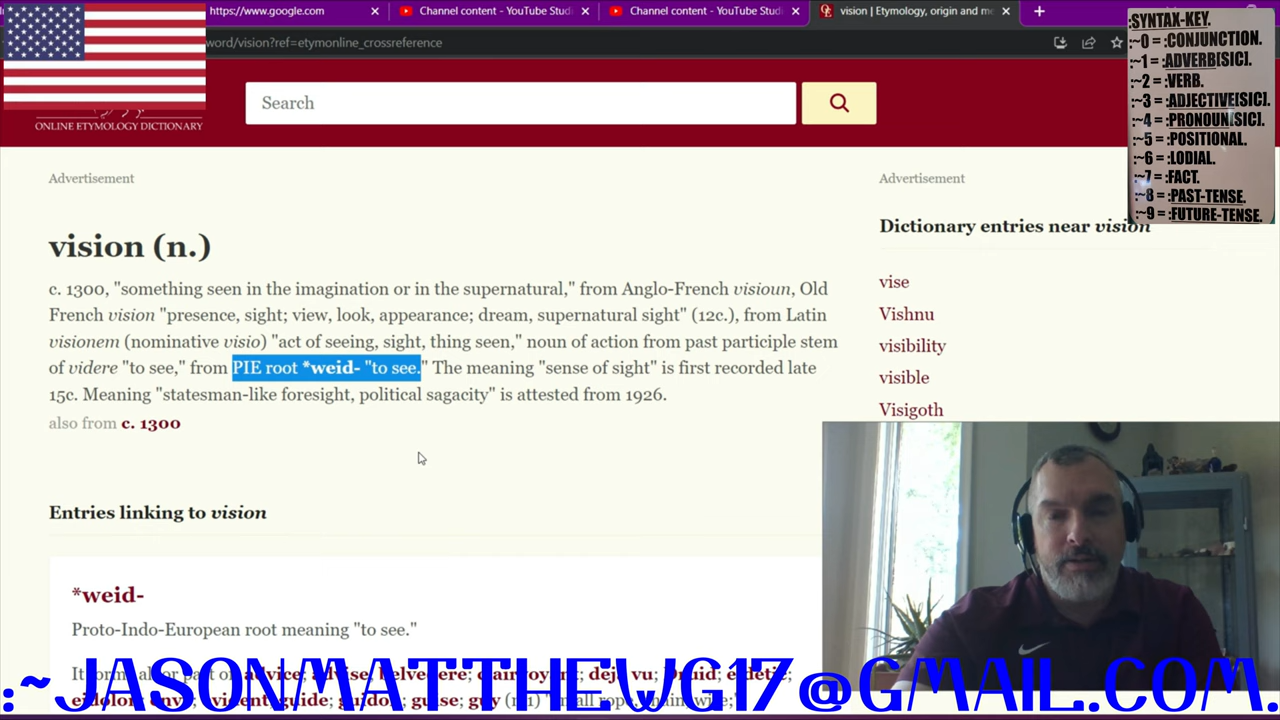 https://www.google.com
Channel content - YouTube Studi
Channel content - YouTube Studi
vision | Etymology, origin and me
word/vision?ref=etymonline_crossreference
:SYNTAX-KEY.
:~0 = :CONJUNCTION.
:~1 = :ADVERB[SIC].
:~2 = :VERB.
:~3 = :ADJECTIVE[SIC].
:~4 = :PRONOUN[SIC].
:~5 = :POSITIONAL.
:~6 = :LODIAL.
:~7 = :FACT.
:~8 = :PAST-TENSE.
:~9 = :FUTURE-TENSE.
ONLINE ETYMOLOGY DICTIONARY
Search
Advertisement
Advertisement
vision (n.)
c. 1300, "something seen in the imagination or in the supernatural," from Anglo-French visioun, Old
French vision "presence, sight; view, look, appearance; dream, supernatural sight" (12c.), from Latin
visionem (nominative visio) "act of seeing, sight, thing seen," noun of action from past participle stem
of videre "to see," from PIE root *weid- "to see." The meaning "sense of sight" is first recorded late
15c. Meaning "statesman-like foresight, political sagacity" is attested from 1926.
also from c. 1300
Dictionary entries near vision
vise
Vishnu
visibility
visible
Visigoth
Entries linking to vision
*weid-
Proto-Indo-European root meaning "to see."
:~JASONMATTHEWG17@GMAIL.COM.